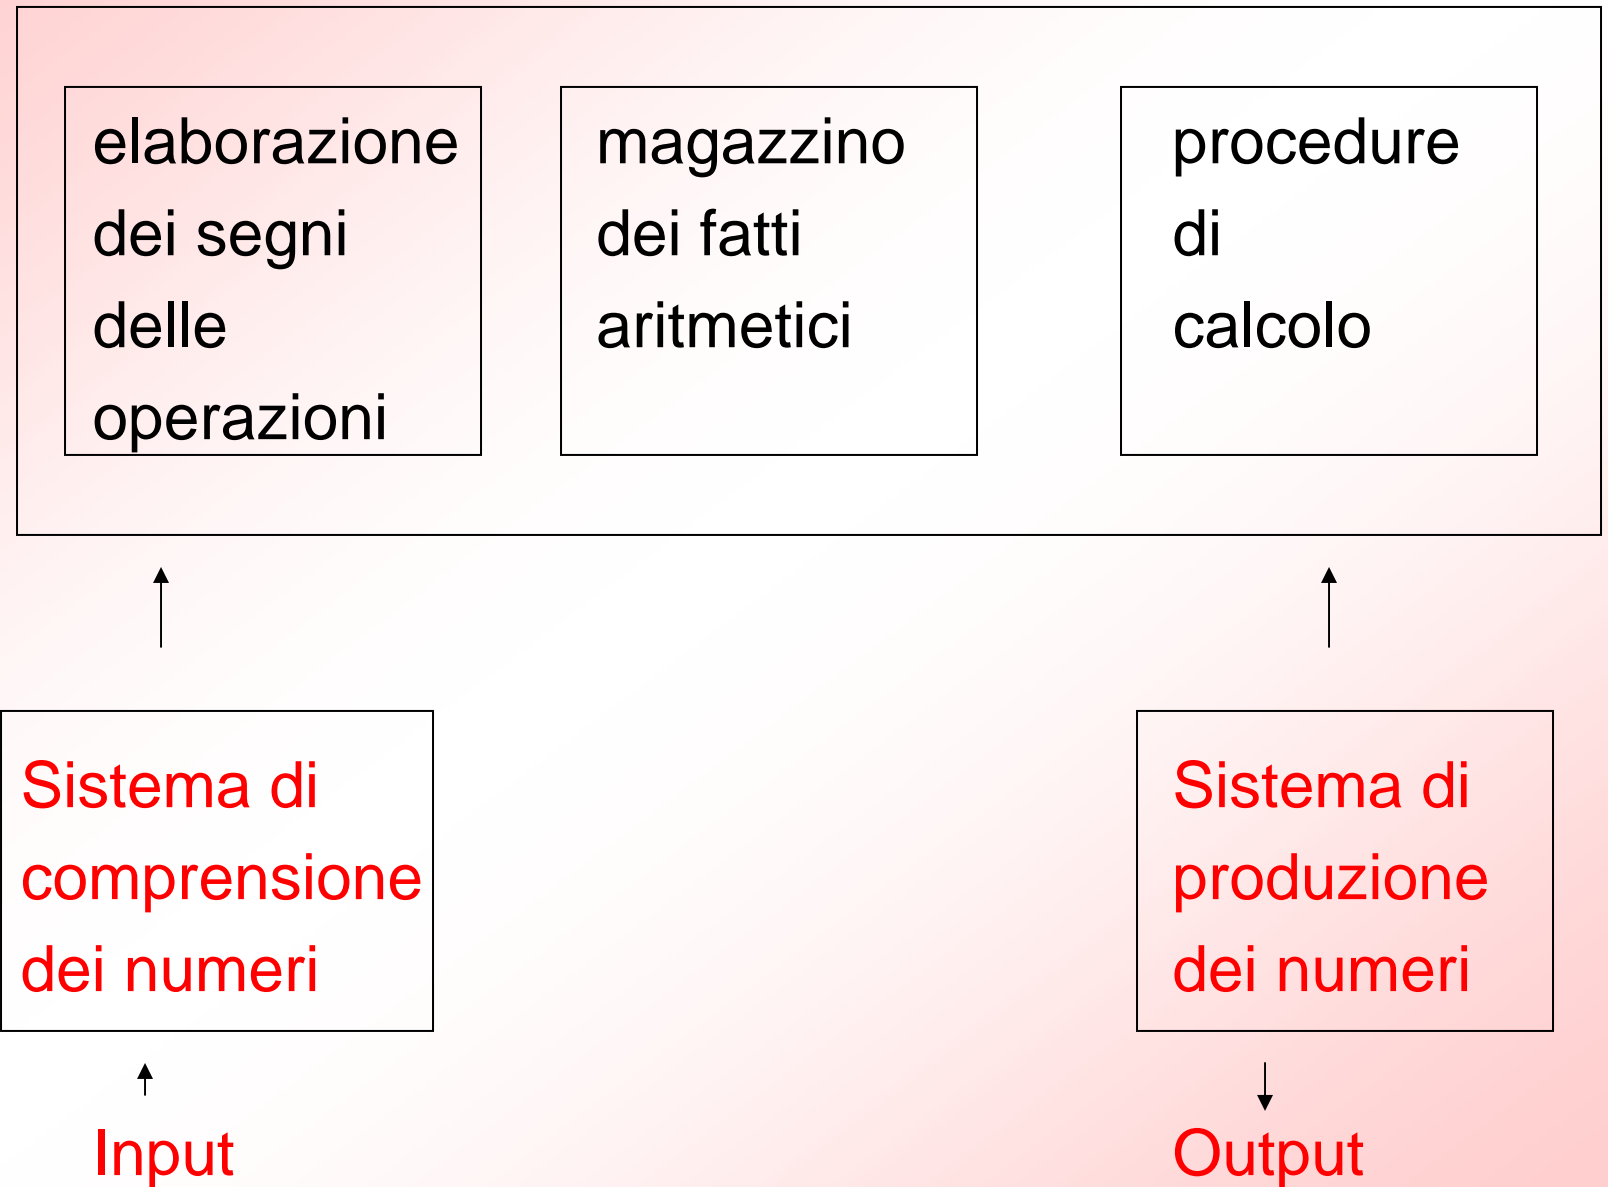 elaborazione
dei segni
delle
operazioni
magazzino
dei fatti
aritmetici
procedure
di
calcolo
Sistema di
comprensione
dei numeri
Sistema di
produzione
dei numeri
Input
Output